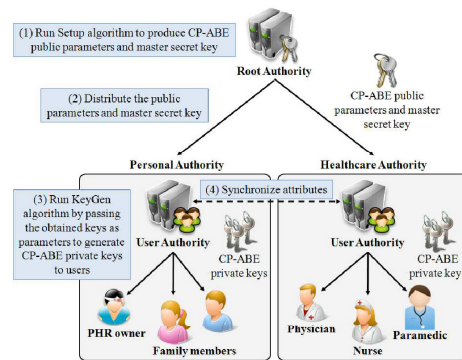 (1) Run Setup algorithm to produce CP-ABE
public parameters and master secret key
Root Authority
(2) Distribute the public
parameters and master secret key
CP-ABE public
parameters and master
secret key
Personal Authority
Healthcare Authority
(3) Run KeyGen
algorithm by passing
the obtained keys as
parameters to generate
CP-ABE private keys
to users
(4) Synchronize attributes
User Authority
CP-ABE
private keys
User Authority
CP-ABE
private key
PHR owner
Family members
Physician
Nurse
Paramedic